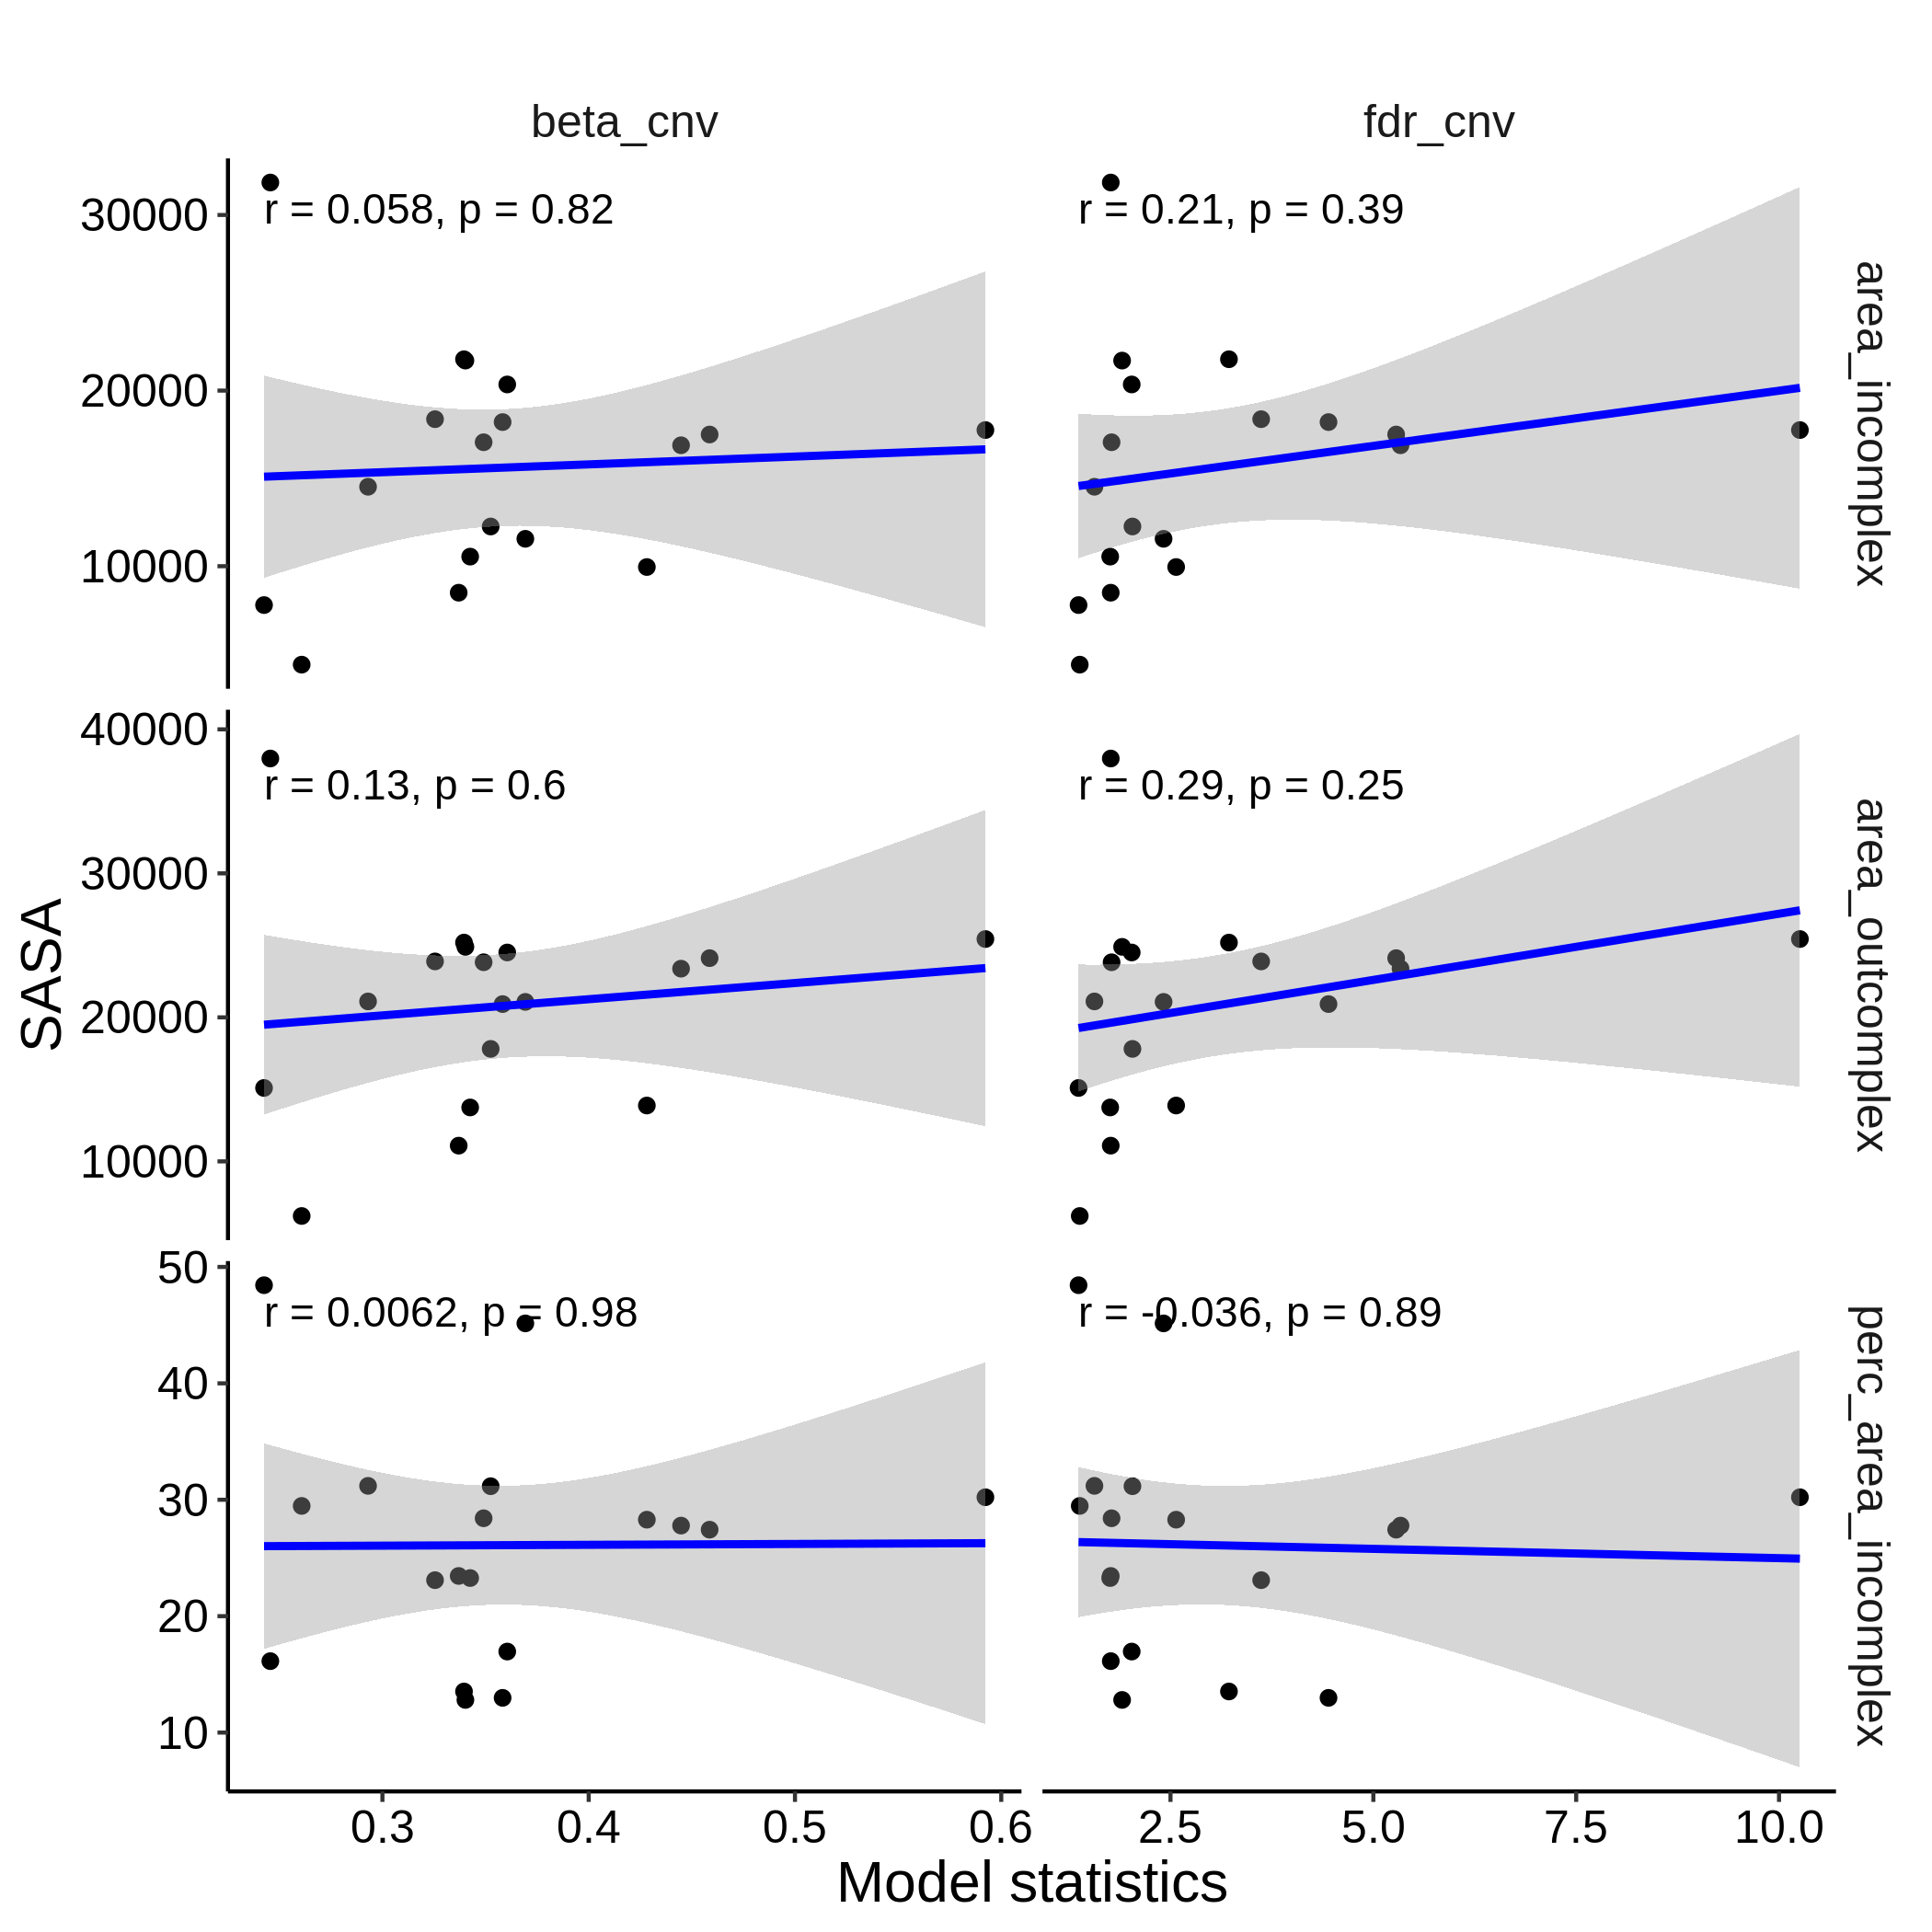 beta_cnv
fdr_cnv
30000
20000
10000
r = 0.058, p = 0.82
r = 0.21, p = 0.39
area_incomplex
40000
30000
20000
10000
r = 0.13, p = 0.6
r = 0.29, p = 0.25
area_outcomplex
SASA
50
40
30
20
10
r = 0.0062, p = 0.98
r = -0.036, p = 0.89
perc_area_incomplex
0.3
0.4
0.5
0.6
2.5
5.0
7.5
10.0
Model statistics